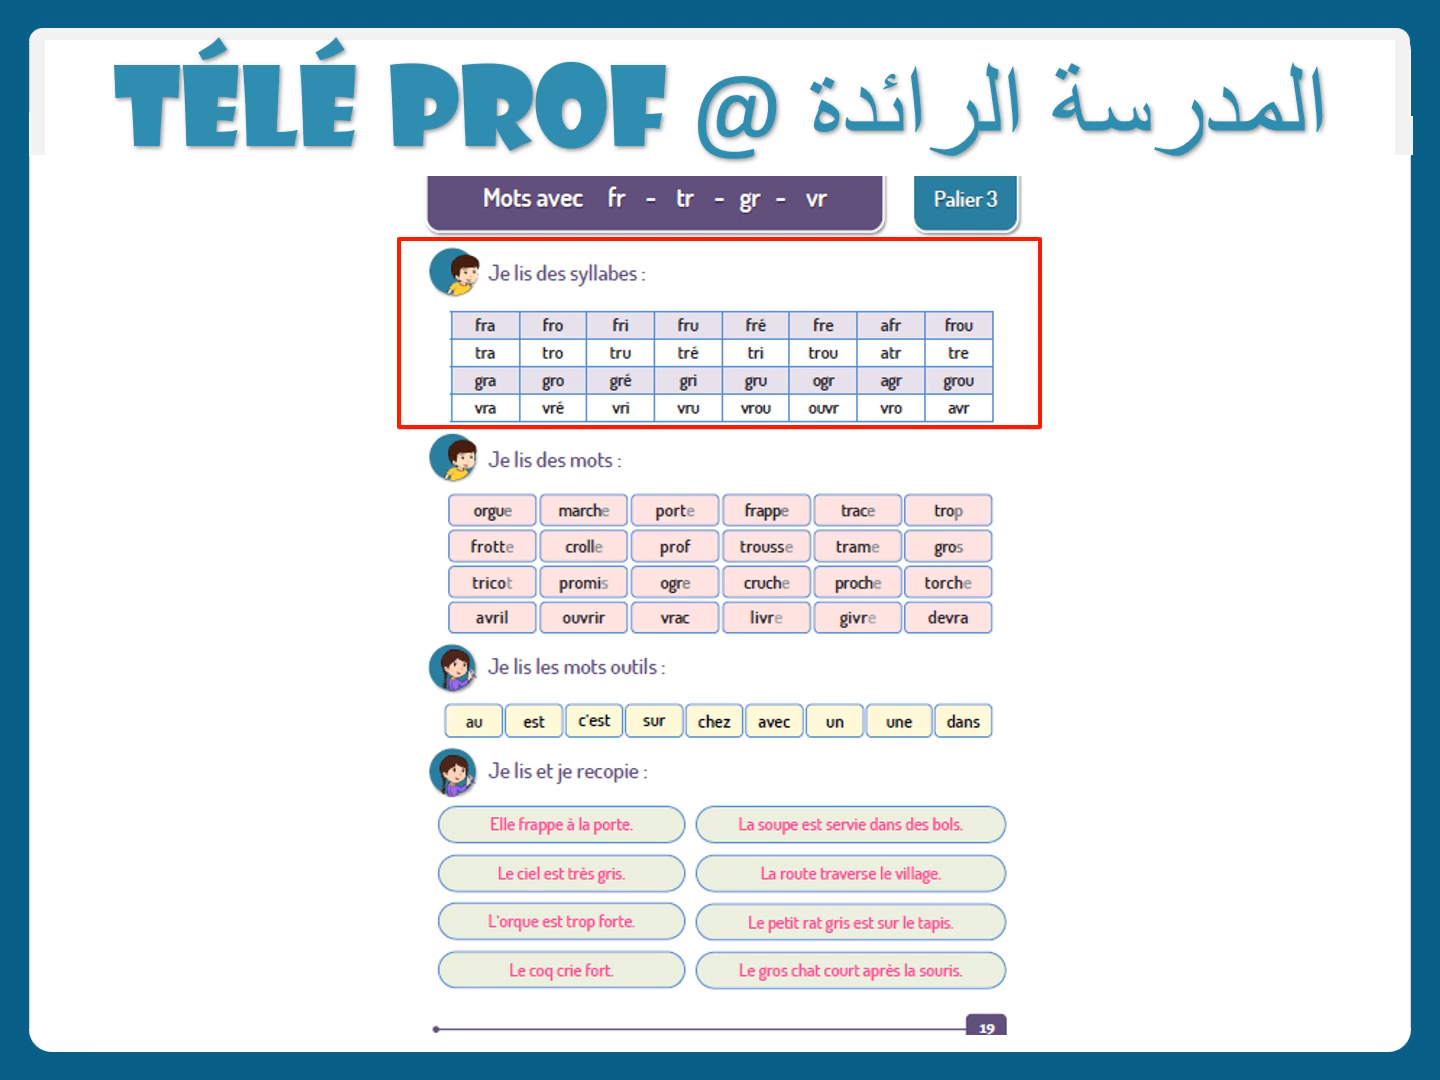 TÉLÉ PROF @ المدرسة الرائدة
Mots avec fr - tr - gr - vr
Palier 3
Je lis des syllabes :
fra fro fri fru fré fre afr frou
tra tro tru tré tri trou atr tre
gra gro gré gri gru ogr agr grou
vra vré vri vru vrou ouvr vro avr
Je lis des mots :
orgue marche porte frappe trace trop
frotte crolle prof trousse trame gros
tricot promis ogre cruche proche torche
avril ouvrir vrac livre givre devra
Je lis les mots outils :
au est c'est sur chez avec un une dans
Je lis et je recopie :
Elle frappe à la porte. La soupe est servie dans des bols.
Le ciel est très gris. La route traverse le village.
L'orque est trop forte. Le petit rat gris est sur le tapis.
Le coq crie fort. Le gros chat court après la souris.
19